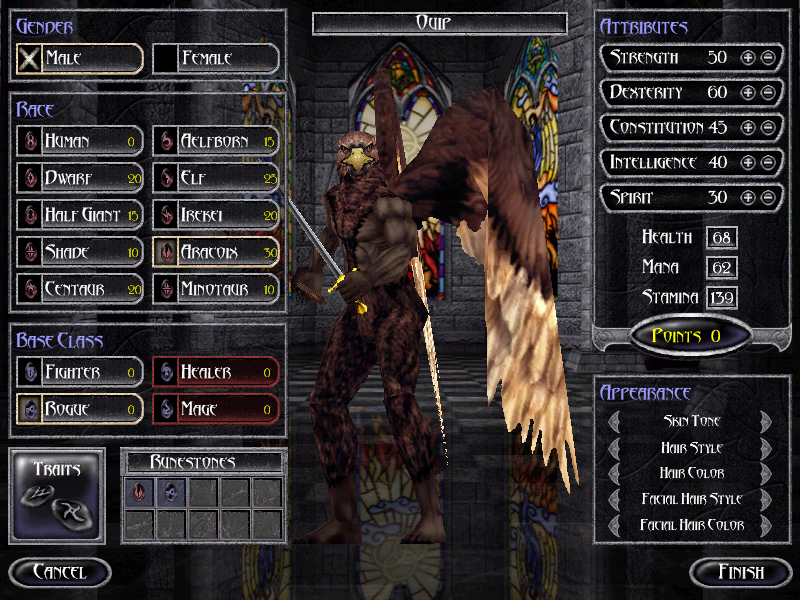 Gender
Male
Female
Race
Human 0
Aelfborn 15
Dwarf 20
Elf 25
Half Giant 15
Irekei 20
Shade 10
Aracoix 30
Centaur 20
Minotaur 10
Base Class
Fighter 0
Healer 0
Rogue 0
Mage 0
Traits
Runestones
Cancel
Quip
Attributes
Strength 50
Dexterity 60
Constitution 45
Intelligence 40
Spirit 30
Health 68
Mana 62
Stamina 139
Points 0
Appearance
Skin Tone
Hair Style
Hair Color
Facial Hair Style
Facial Hair Color
Finish